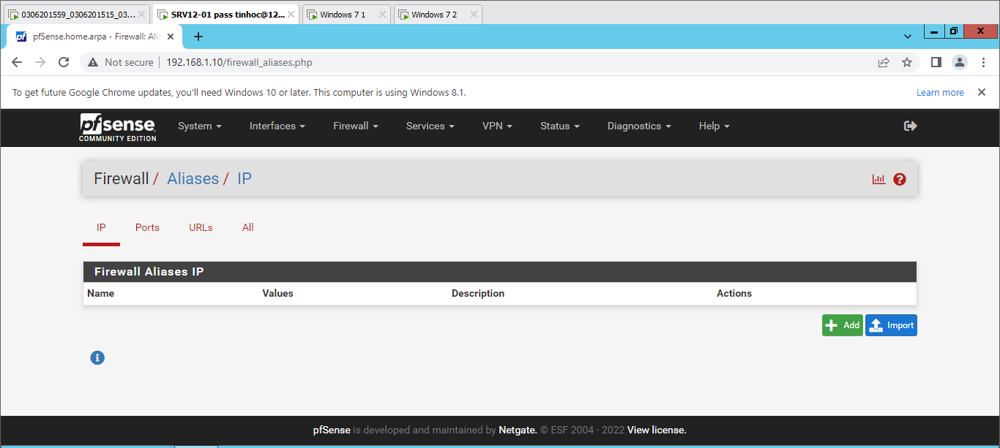 0306201559_0306201515_03... SRV12-01 pass tinhoc@12... Windows 7 1 Windows 7 2
pf pfSense.home.arpa - Firewall: Alia
Not secure 192.168.1.10/firewall_aliases.php
To get future Google Chrome updates, you'll need Windows 10 or later. This computer is using Windows 8.1. Learn more
pfsense System Interfaces Firewall Services VPN Status Diagnostics Help
COMMUNITY EDITION
Firewall / Aliases / IP
IP Ports URLs All
Firewall Aliases IP
Name Values Description Actions
Add Import
pfSense is developed and maintained by Netgate. © ESF 2004 - 2022 View license.